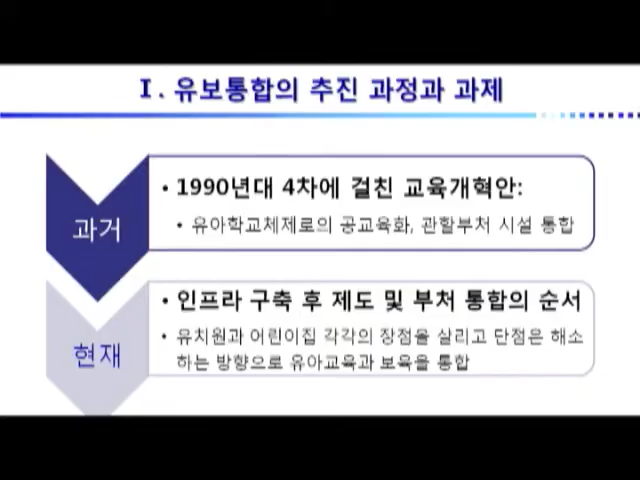 Ⅰ. 유보통합의 추진 과정과 과제
과거
• 1990년대 4차에 걸친 교육개혁안:
• 유아학교체제로의 공교육화, 관할부처 시설 통합
현재
• 인프라 구축 후 제도 및 부처 통합의 순서
• 유치원과 어린이집 각각의 장점을 살리고 단점은 해소
하는 방향으로 유아교육과 보육을 통합